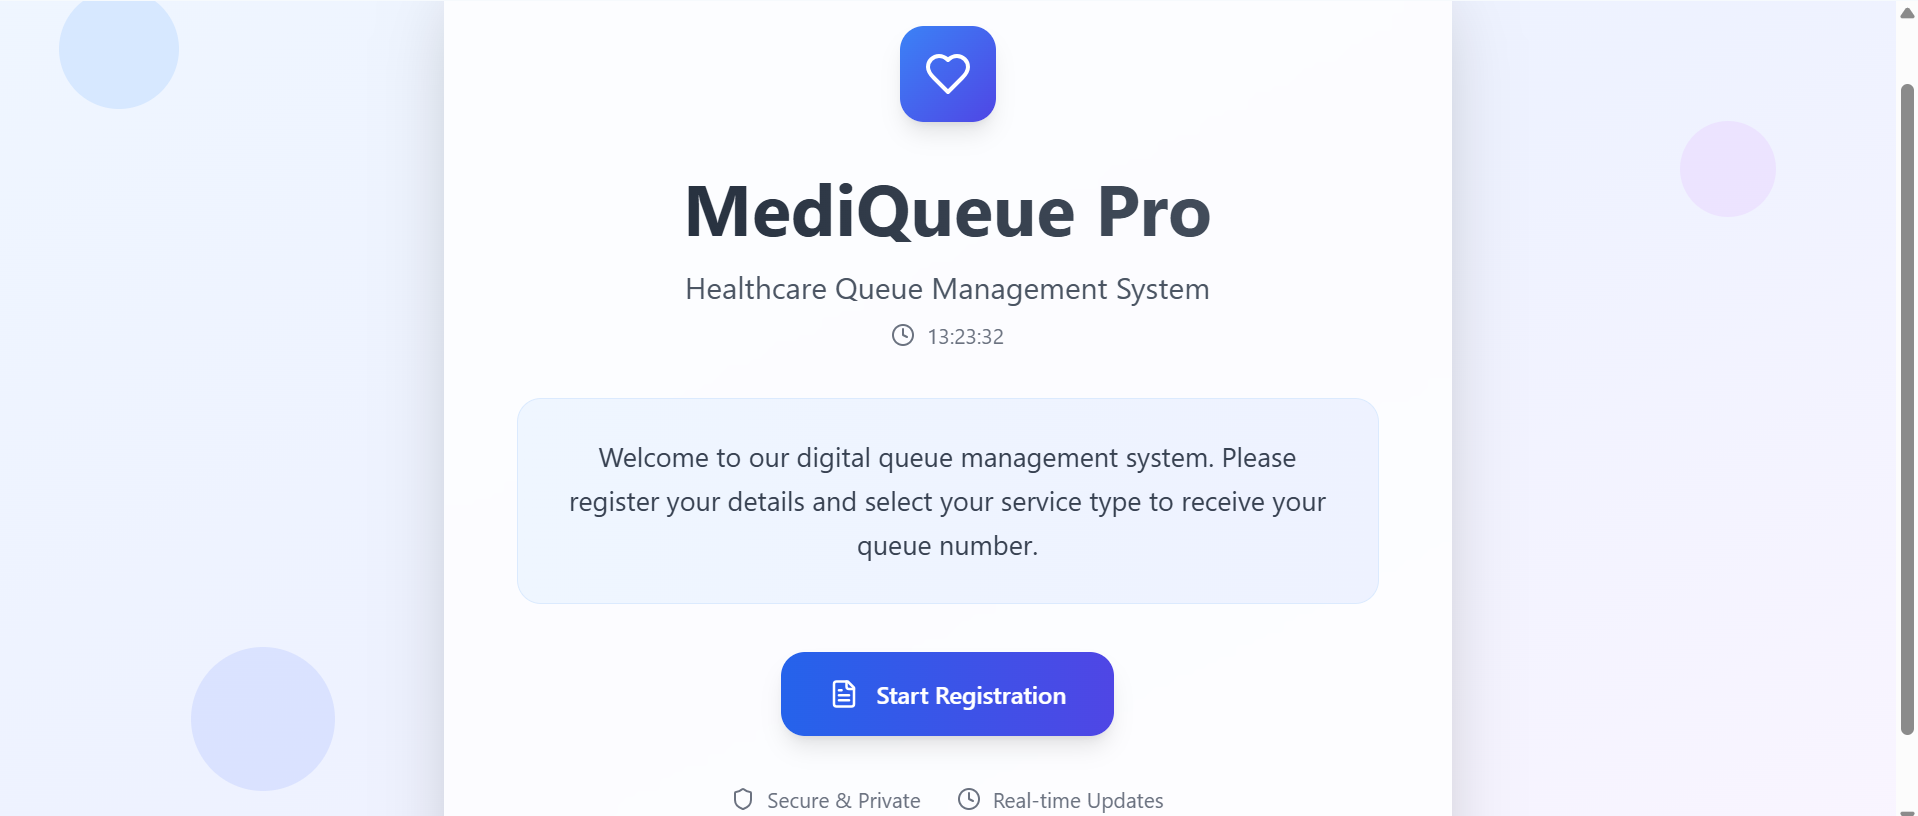 MediQueue Pro
Healthcare Queue Management System
13:23:32
Welcome to our digital queue management system. Please
register your details and select your service type to receive your
queue number.
Start Registration
Secure & Private
Real-time Updates